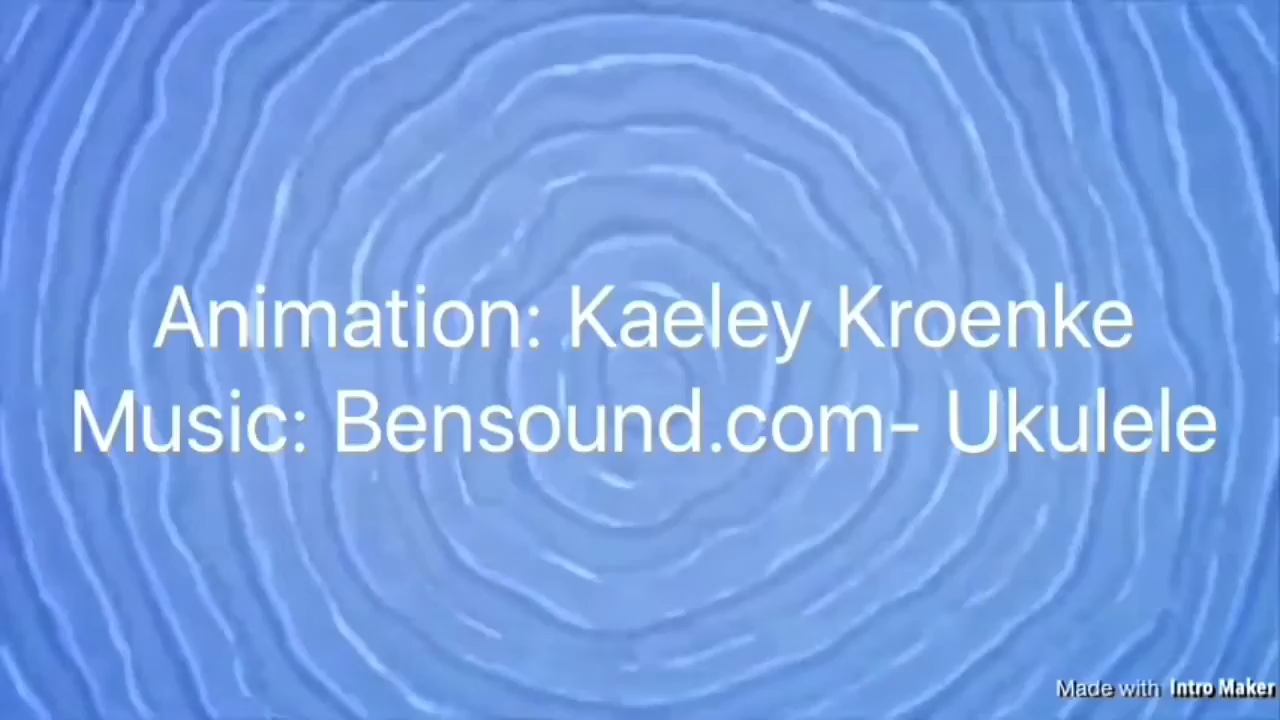 Animation: Kaeley Kroenke
Music: Bensound.com- Ukulele
Made with Intro Maker